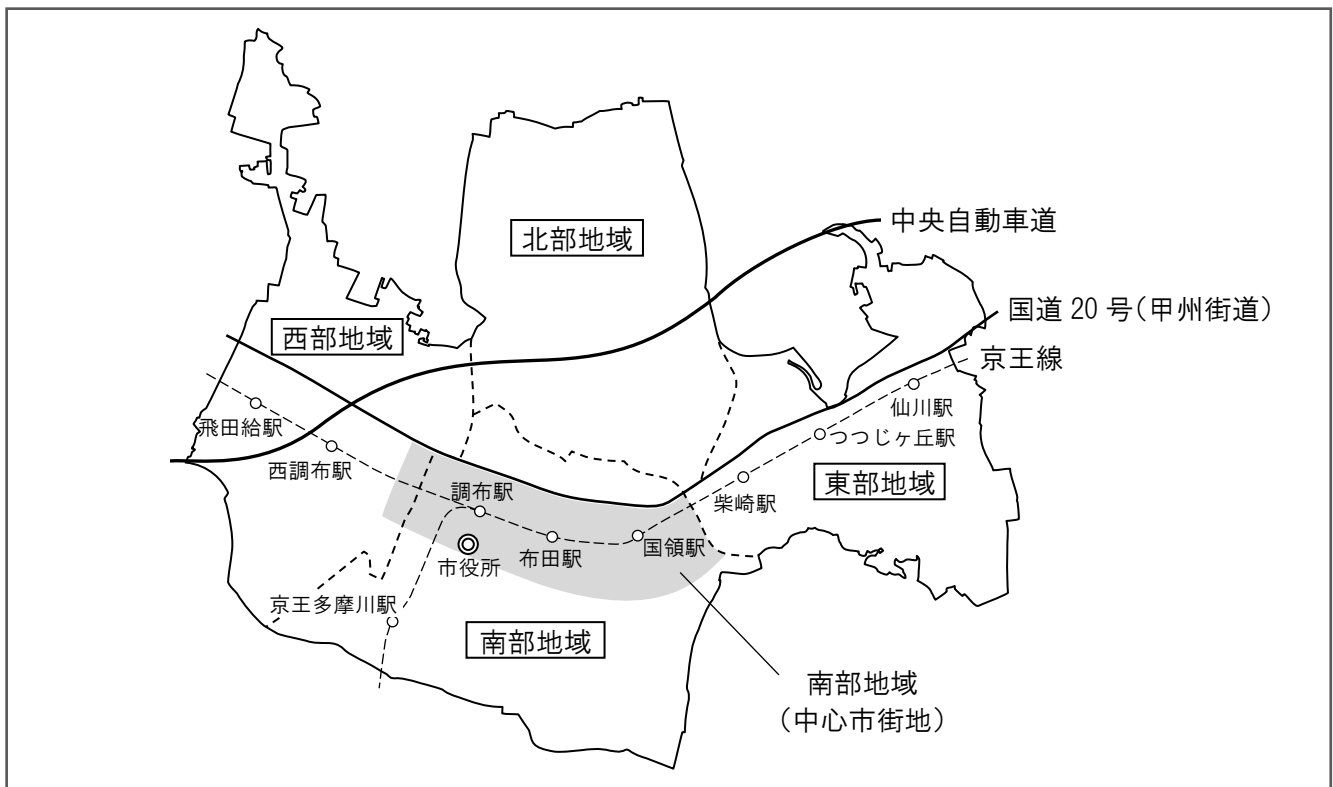 中央自動車道
北部地域
国道 20 号（甲州街道）
西部地域
京王線
仙川駅
飛田給駅
つつじヶ丘駅
西調布駅
東部地域
調布駅
柴崎駅
国領駅
布田駅
市役所
京王多摩川駅
南部地域
南部地域
（中心市街地）